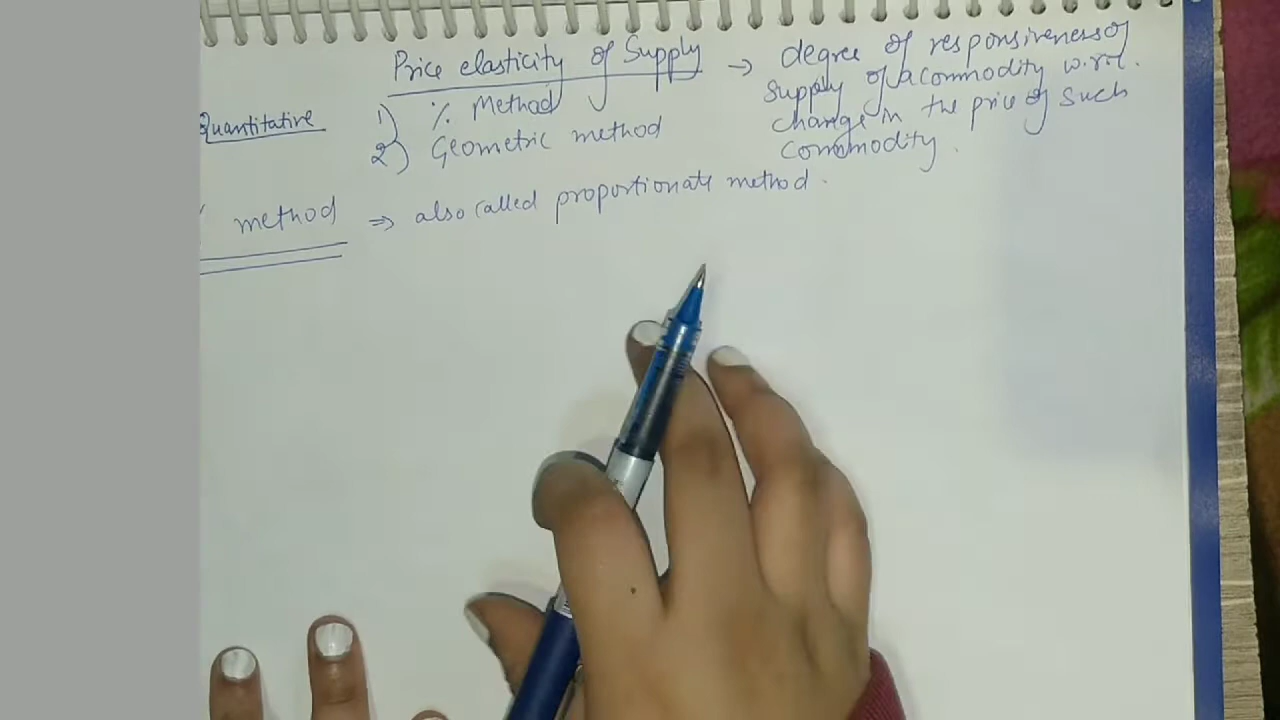 Price elasticity of Supply → degree of responsiveness of
supply of a commodity w.r.t.
change in the price of such
commodity.
Quantitative
1) % Method
2) Geometric method
% method ⇒ also called proportionate method.